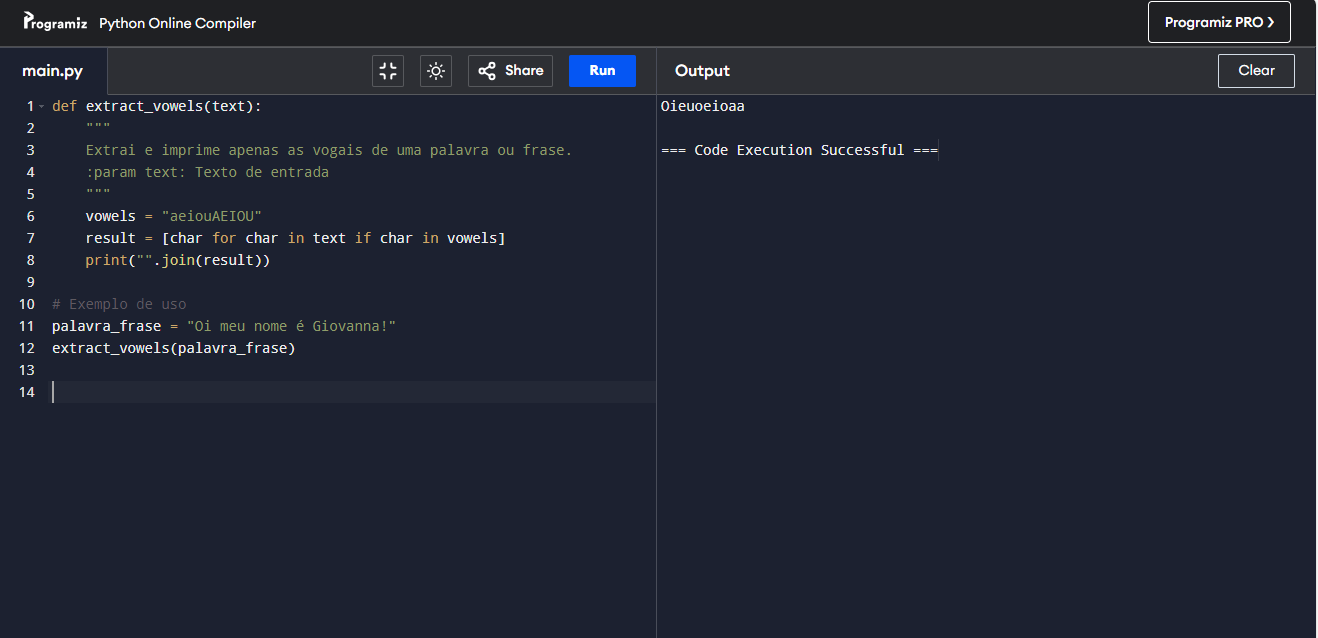 Programiz Python Online Compiler
Programiz PRO >
main.py
Share
Run
Output
Clear
1 def extract_vowels(text):
2     """
3     Extrai e imprime apenas as vogais de uma palavra ou frase.
4     :param text: Texto de entrada
5     """
6     vowels = "aeiouAEIOU"
7     result = [char for char in text if char in vowels]
8     print("".join(result))
9
10 # Exemplo de uso
11 palavra_frase = "Oi meu nome é Giovanna!"
12 extract_vowels(palavra_frase)
13
14
Oieuoeioaa
=== Code Execution Successful ===